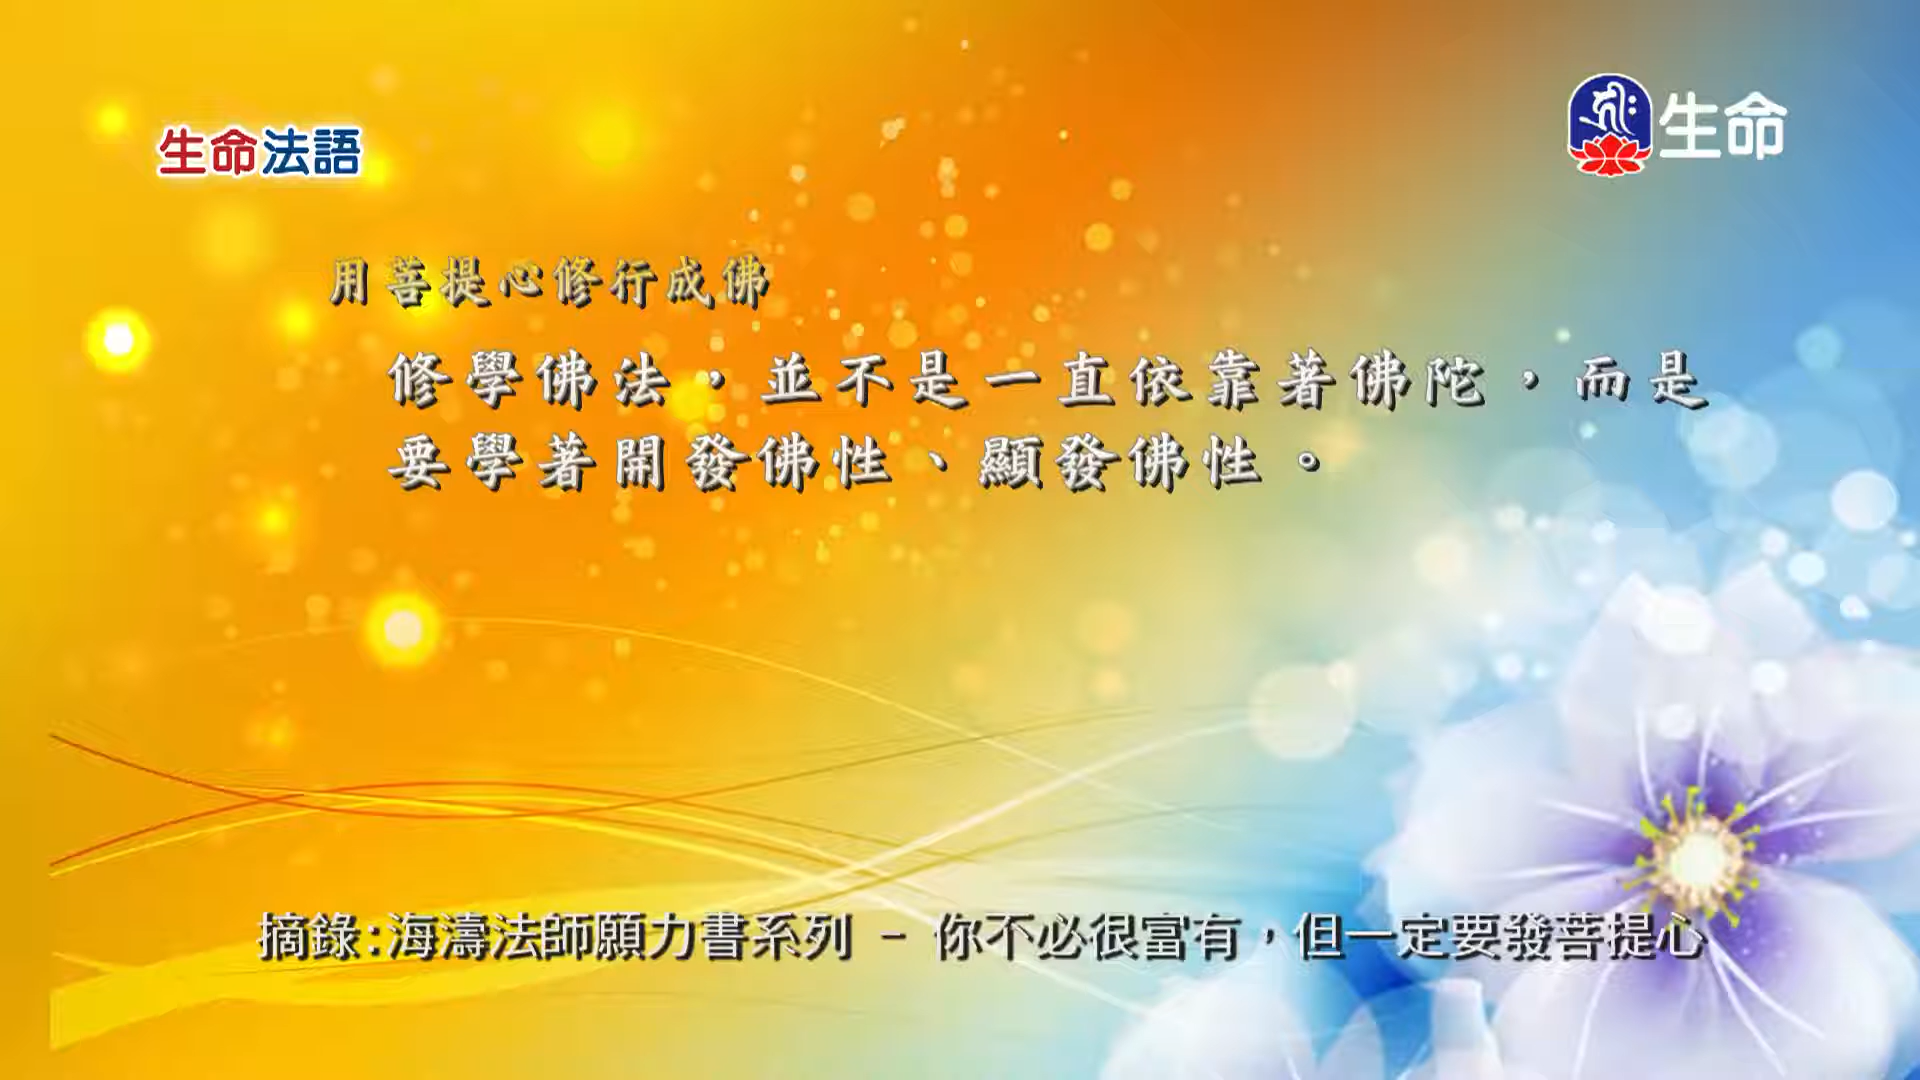 生命法語
生命
用菩提心修行成佛
修學佛法，並不是一直依靠著佛陀，而是
要學著開發佛性、顯發佛性。
摘錄:海濤法師願力書系列 - 你不必很富有，但一定要發菩提心